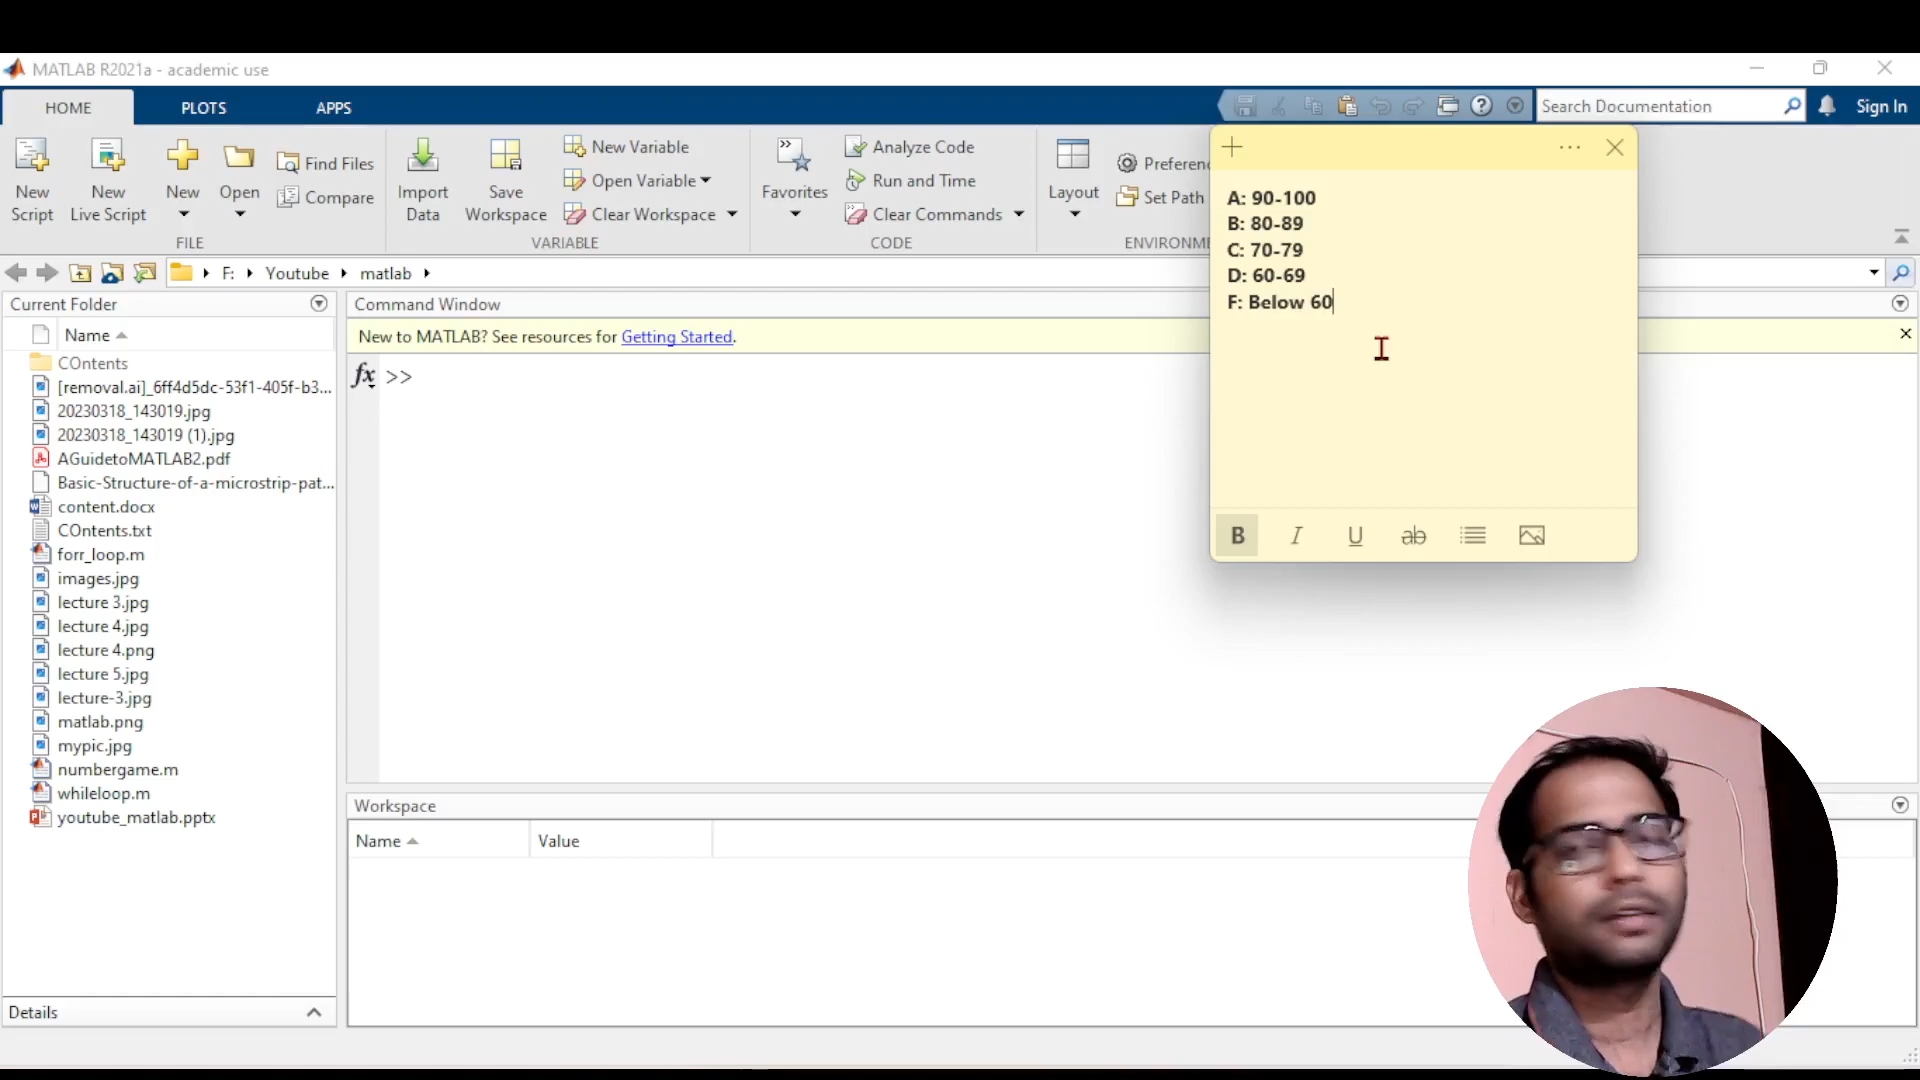 MATLAB R2021a - academic use
HOME
PLOTS
APPS
Search Documentation
Sign In
New Script
New Live Script
New
Open
Find Files
Compare
FILE
Import Data
Save Workspace
New Variable
Open Variable
Clear Workspace
VARIABLE
Favorites
Analyze Code
Run and Time
Clear Commands
CODE
Layout
Preferenc
Set Path
ENVIRONME
F:
Youtube
matlab
Current Folder
Name
COntents
[removal.ai]_6ff4d5dc-53f1-405f-b3...
20230318_143019.jpg
20230318_143019 (1).jpg
AGuidetoMATLAB2.pdf
Basic-Structure-of-a-microstrip-pat...
content.docx
COntents.txt
forr_loop.m
images.jpg
lecture 3.jpg
lecture 4.jpg
lecture 4.png
lecture 5.jpg
lecture-3.jpg
matlab.png
mypic.jpg
numbergame.m
whileloop.m
youtube_matlab.pptx
Details
Command Window
New to MATLAB? See resources for Getting Started.
fx >>
A: 90-100
B: 80-89
C: 70-79
D: 60-69
F: Below 60
B I U ab
Workspace
Name
Value